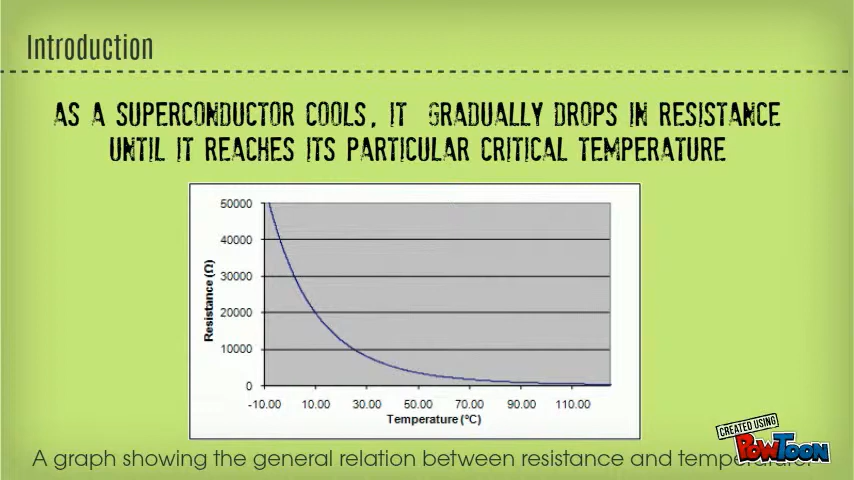 Introduction
AS A SUPERCONDUCTOR COOLS, IT GRADUALLY DROPS IN RESISTANCE
UNTIL IT REACHES ITS PARTICULAR CRITICAL TEMPERATURE
50000
40000
30000
20000
10000
0
Resistance (Ω)
-10.00 10.00 30.00 50.00 70.00 90.00 110.00
Temperature (°C)
CREATED USING
POWTOON
A graph showing the general relation between resistance and